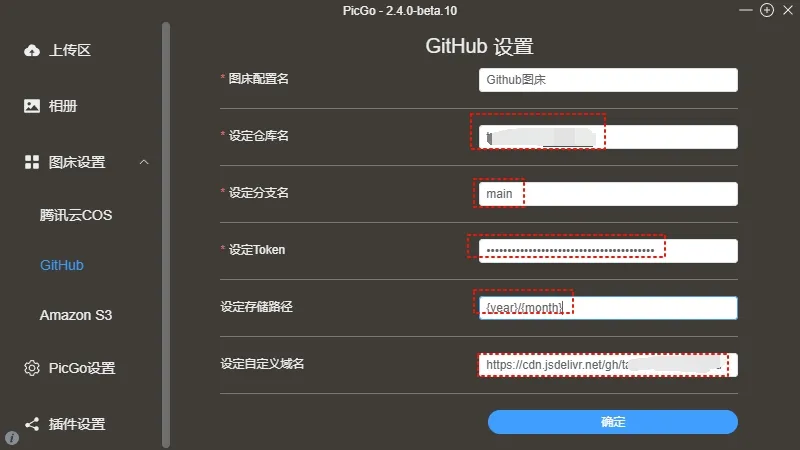 PicGo - 2.4.0-beta.10
上传区
相册
图床设置
腾讯云COS
GitHub
Amazon S3
PicGo设置
插件设置
GitHub 设置
* 图床配置名
Github图床
* 设定仓库名
* 设定分支名
main
* 设定Token
••••••••••••••••••••••••••••••••••••••••
设定存储路径
{year}/{month}
设定自定义域名
https://cdn.jsdelivr.net/gh/ta
确定